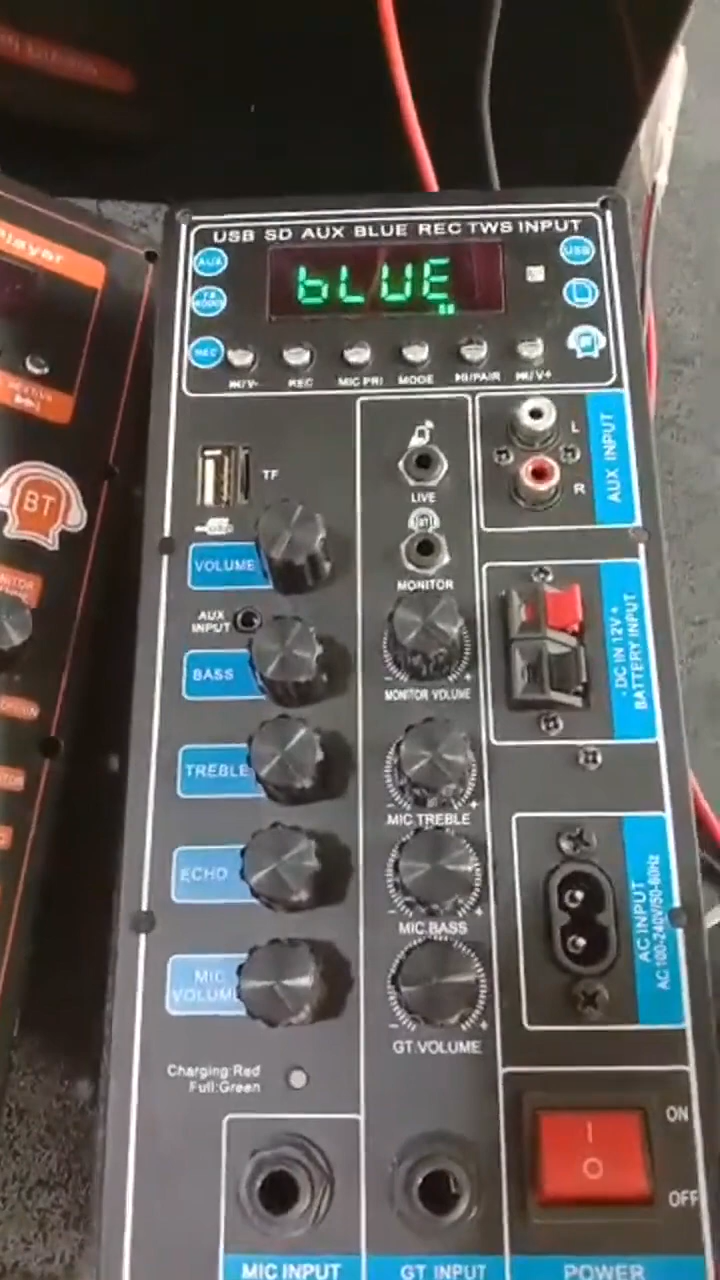 USB SD AUX BLUE REC TWS INPUT
AUX
bLUE
USB
REC
BT
REC
MIC PRI
MODE
TF
VOLUME
AUX
INPUT
BASS
TREBLE
ECHO
MIC
VOLUME
Charging:Red
Full:Green
MIC INPUT
LIVE
MONITOR
MONITOR VOLUME
MIC TREBLE
MIC BASS
GT.VOLUME
GT INPUT
L
R
AUX INPUT
- DC IN 12V +
BATTERY INPUT
AC INPUT
AC100-240V/50-60Hz
ON
I
O
OFF
POWER
BT